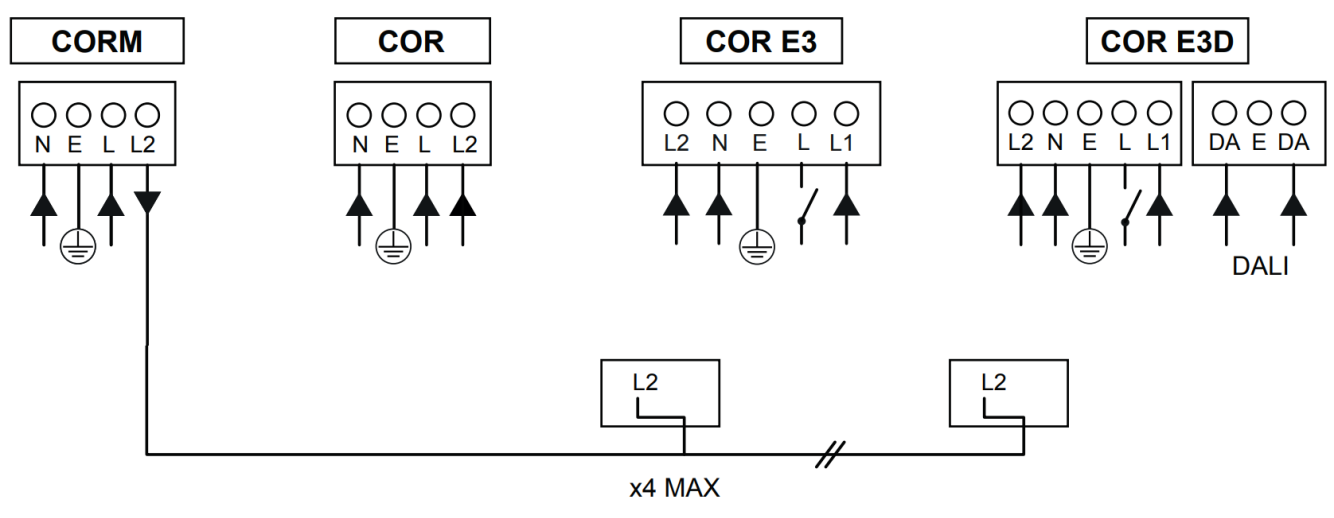 CORM COR COR E3 COR E3D
N E L L2 N E L L2 L2 N E L L1 L2 N E L L1 DA E DA
DALI
L2 L2
x4 MAX